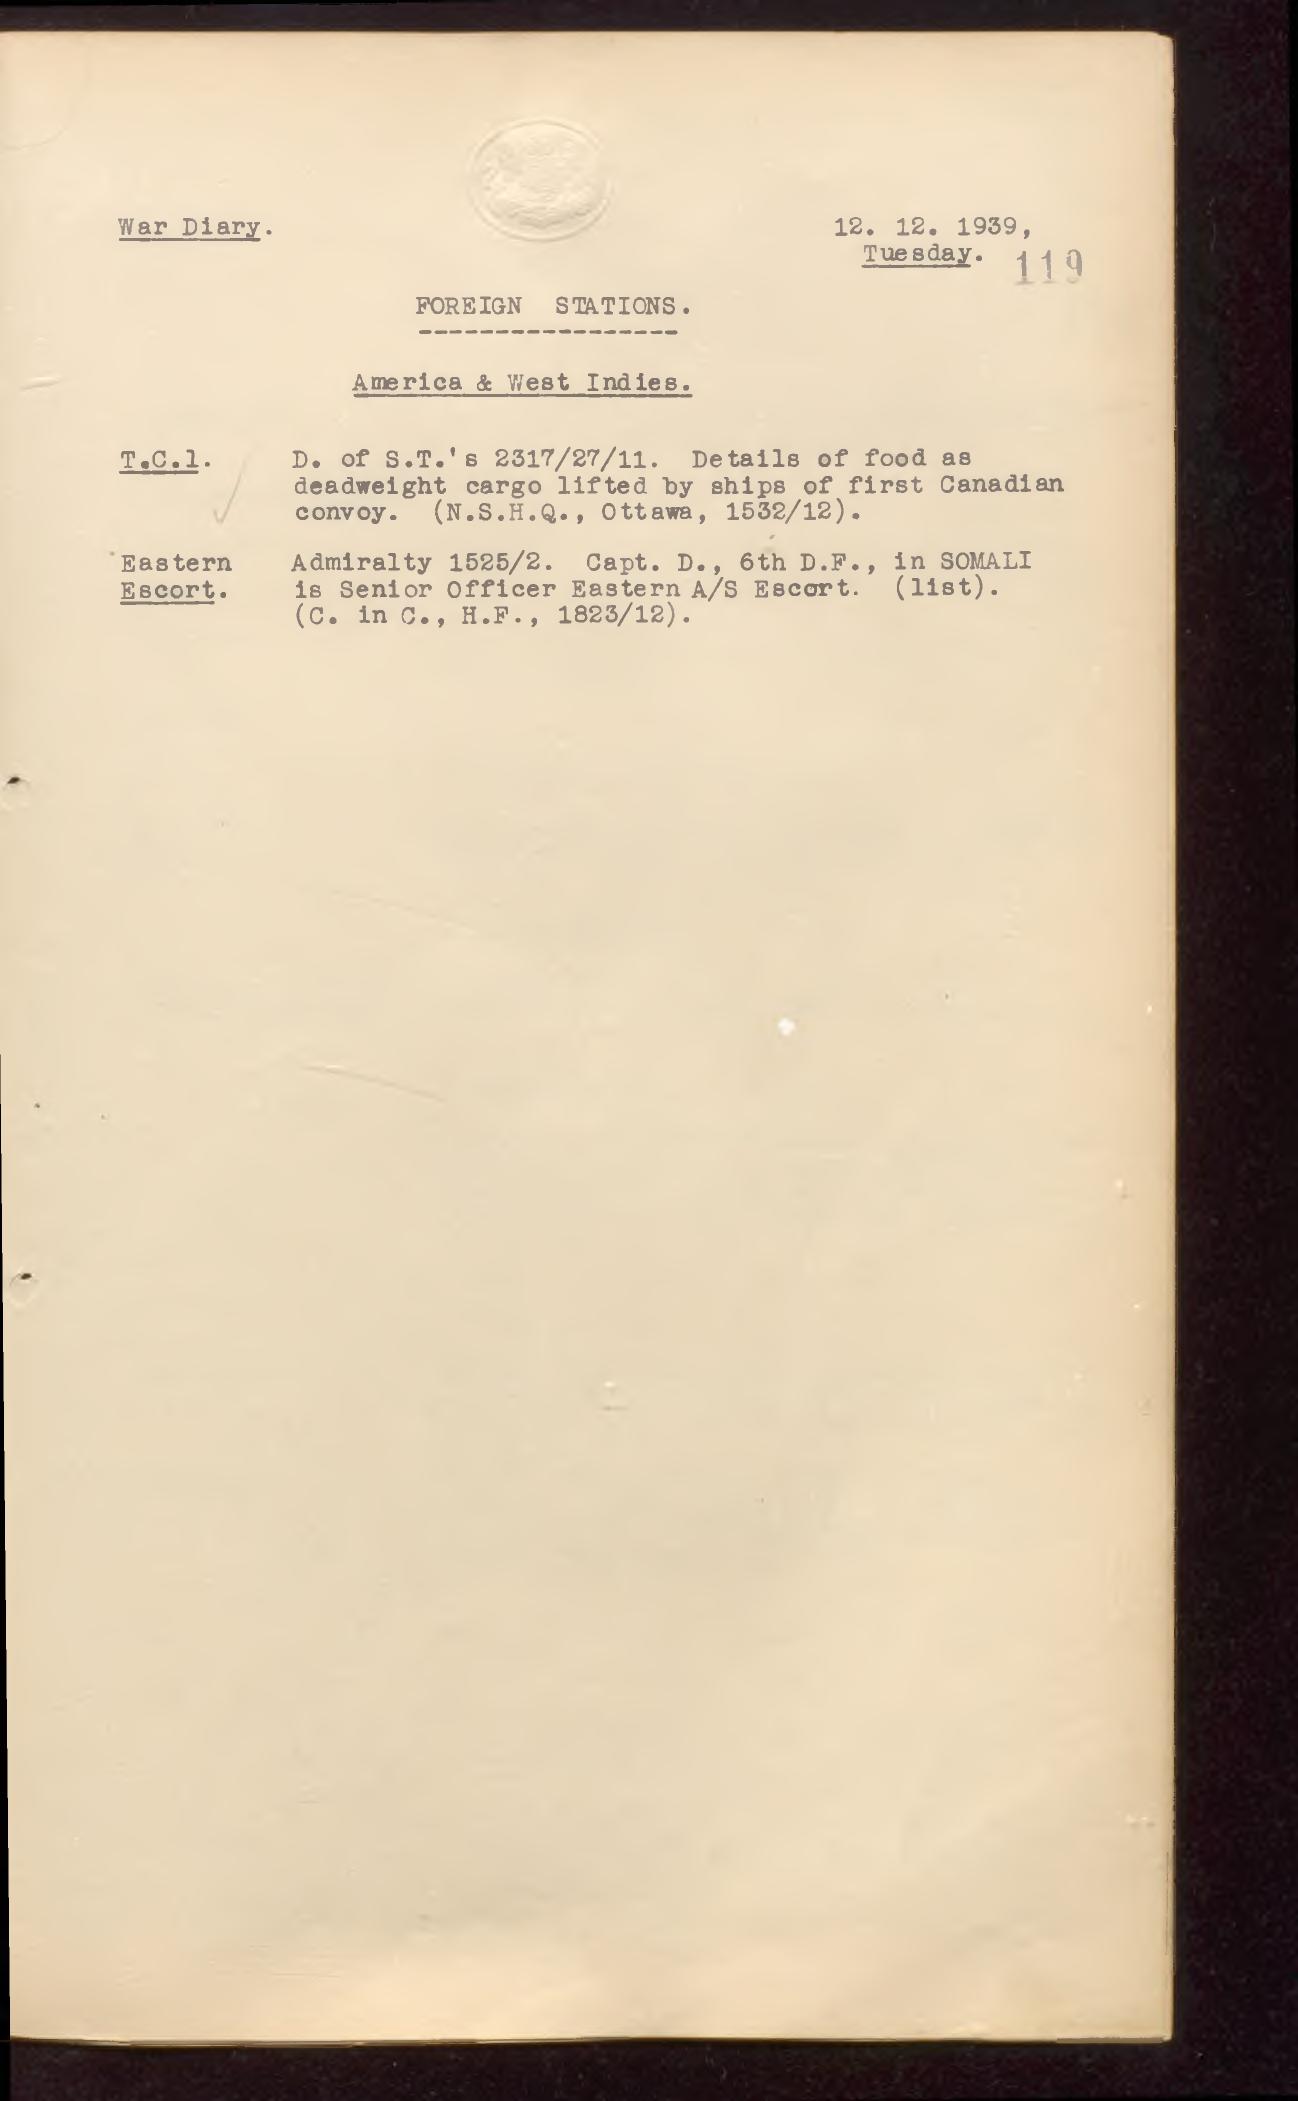 War Diary.
12. 12. 1939,
Tuesday.
119
FOREIGN STATIONS.
-----------------
America & West Indies.
T.C.1. D. of S.T.'s 2317/27/11. Details of food as
deadweight cargo lifted by ships of first Canadian
convoy. (N.S.H.Q., Ottawa, 1532/12).
Eastern Admiralty 1525/2. Capt. D., 6th D.F., in SOMALI
Escort. is Senior Officer Eastern A/S Escort. (list).
(C. in C., H.F., 1823/12).